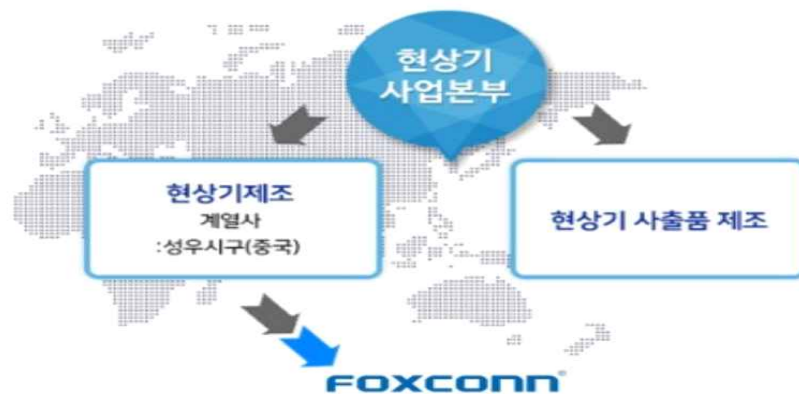 현상기
사업본부
현상기제조
계열사
:성우시구(중국)
현상기 사출품 제조
FOXCONN®